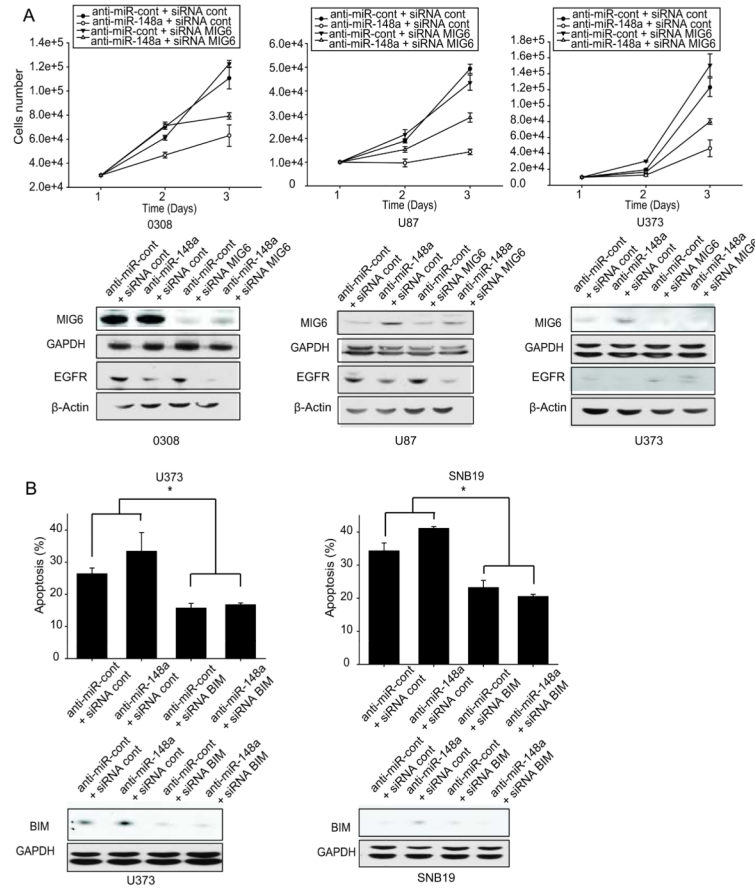 A
anti-miR-cont + siRNA cont
anti-miR-148a + siRNA cont
anti-miR-cont + siRNA MIG6
anti-miR-148a + siRNA MIG6
anti-miR-cont + siRNA cont
anti-miR-148a + siRNA cont
anti-miR-cont + siRNA MIG6
anti-miR-148a + siRNA MIG6
anti-miR-cont + siRNA cont
anti-miR-148a + siRNA cont
anti-miR-cont + siRNA MIG6
anti-miR-148a + siRNA MIG6
Cells number
1.4e+5
1.2e+5
1.0e+5
8.0e+4
6.0e+4
4.0e+4
2.0e+4
1 2 3
Time (Days)
0308
6.0e+4
5.0e+4
4.0e+4
3.0e+4
2.0e+4
1.0e+4
0
1 2 3
Time (Days)
U87
1.8e+5
1.6e+5
1.4e+5
1.2e+5
1.0e+5
8.0e+4
6.0e+4
4.0e+4
2.0e+4
0.0
1 2 3
Time (Days)
U373
anti-miR-cont
+ siRNA cont
anti-miR-148a
+ siRNA cont
anti-miR-cont
+ siRNA MIG6
anti-miR-148a
+ siRNA MIG6
MIG6
GAPDH
EGFR
β-Actin
0308
anti-miR-cont
+ siRNA cont
anti-miR-148a
+ siRNA cont
anti-miR-cont
+ siRNA MIG6
anti-miR-148a
+ siRNA MIG6
MIG6
GAPDH
EGFR
β-Actin
U87
anti-miR-cont
+ siRNA cont
anti-miR-148a
+ siRNA cont
anti-miR-cont
+ siRNA MIG6
anti-miR-148a
+ siRNA MIG6
MIG6
GAPDH
EGFR
β-Actin
U373
B
U373
*
Apoptosis (%)
40
30
20
10
0
anti-miR-cont
+ siRNA cont
anti-miR-148a
+ siRNA cont
anti-miR-cont
+ siRNA BIM
anti-miR-148a
+ siRNA BIM
SNB19
*
Apoptosis (%)
40
30
20
10
0
anti-miR-cont
+ siRNA cont
anti-miR-148a
+ siRNA cont
anti-miR-cont
+ siRNA BIM
anti-miR-148a
+ siRNA BIM
anti-miR-cont
+ siRNA cont
anti-miR-148a
+ siRNA cont
anti-miR-cont
+ siRNA BIM
anti-miR-148a
+ siRNA BIM
BIM
GAPDH
U373
anti-miR-cont
+ siRNA cont
anti-miR-148a
+ siRNA cont
anti-miR-cont
+ siRNA BIM
anti-miR-148a
+ siRNA BIM
BIM
GAPDH
SNB19